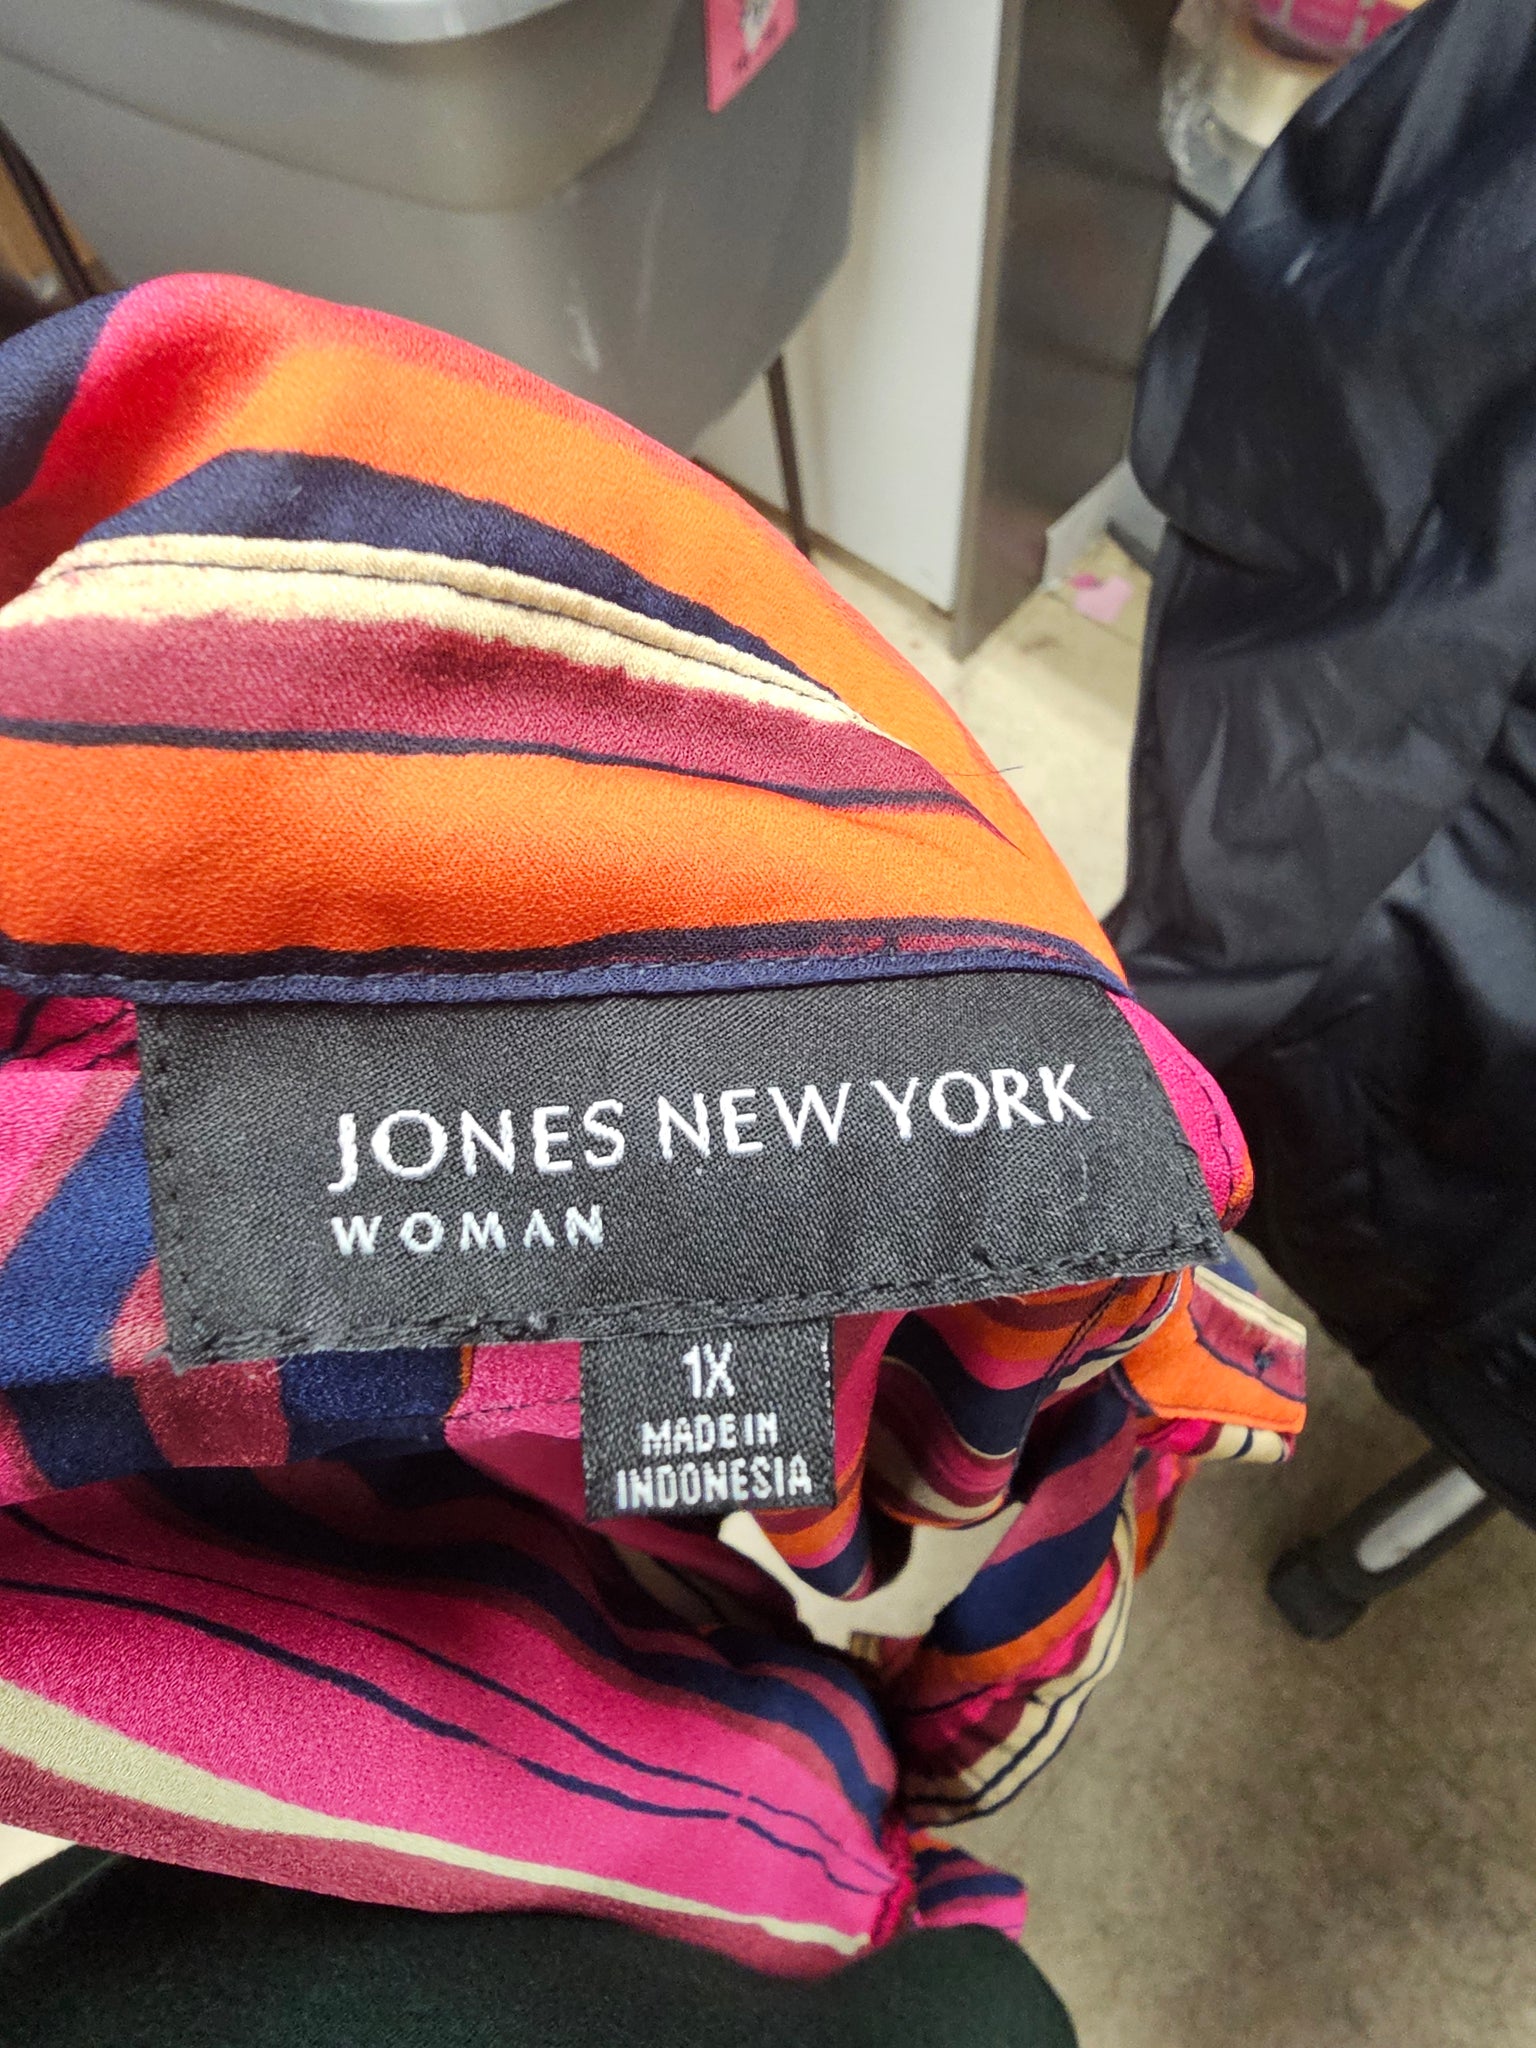 JONES NEW YORK
WOMAN
1X
MADE IN
INDONESIA